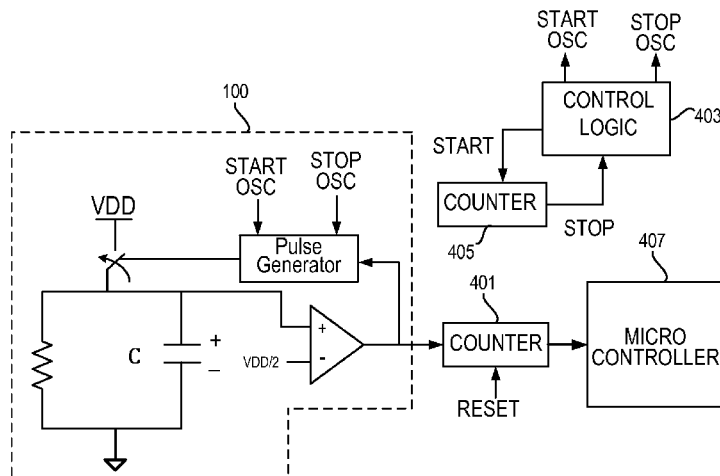 START
OSC
STOP
OSC
CONTROL
LOGIC
403
100
START
COUNTER
405
STOP
START
OSC
STOP
OSC
VDD
Pulse
Generator
407
401
C
+
–
+
-
VDD/2
COUNTER
RESET
MICRO
CONTROLLER